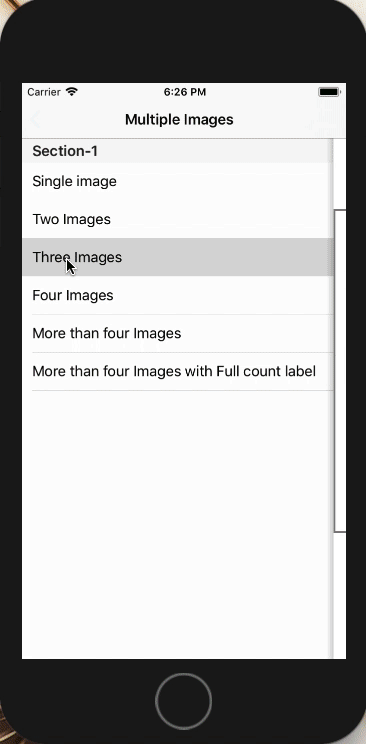 Carrier 6:26 PM
Multiple Images
Section-1
Single image
Two Images
Three Images
Four Images
More than four Images
More than four Images with Full count label